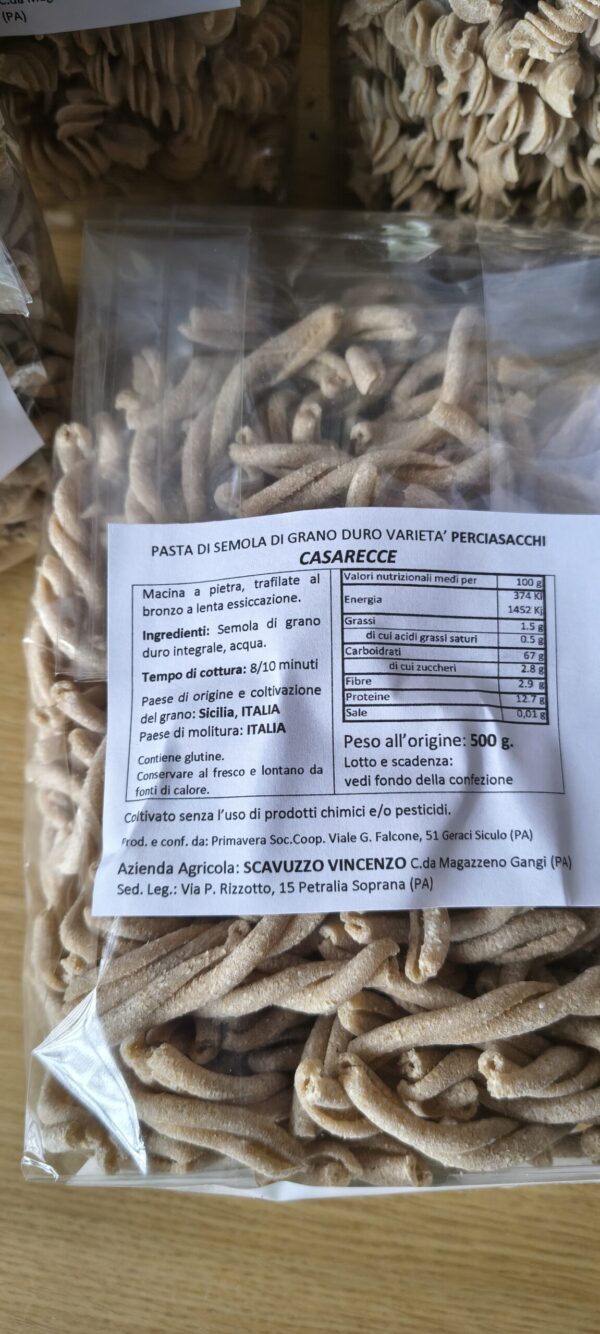 (PA)
PASTA DI SEMOLA DI GRANO DURO VARIETA’ PERCIASACCHI
CASARECCE
Macina a pietra, trafilate al
bronzo a lenta essiccazione.
Ingredienti: Semola di grano
duro integrale, acqua.
Tempo di cottura: 8/10 minuti
Paese di origine e coltivazione
del grano: Sicilia, ITALIA
Paese di molitura: ITALIA
Contiene glutine.
Conservare al fresco e lontano da
fonti di calore.
Valori nutrizionali medi per 100 g
Energia 374 Kl
1452 Kj
Grassi 1.5 g
di cui acidi grassi saturi 0.5 g
Carboidrati 67 g
di cui zuccheri 2.8 g
Fibre 2.9 g
Proteine 12.7 g
Sale 0,01 g
Peso all’origine: 500 g.
Lotto e scadenza:
vedi fondo della confezione
Coltivato senza l’uso di prodotti chimici e/o pesticidi.
Prod. e conf. da: Primavera Soc.Coop. Viale G. Falcone, 51 Geraci Siculo (PA)
Azienda Agricola: SCAVUZZO VINCENZO C.da Magazzeno Gangi (PA)
Sed. Leg.: Via P. Rizzotto, 15 Petralia Soprana (PA)